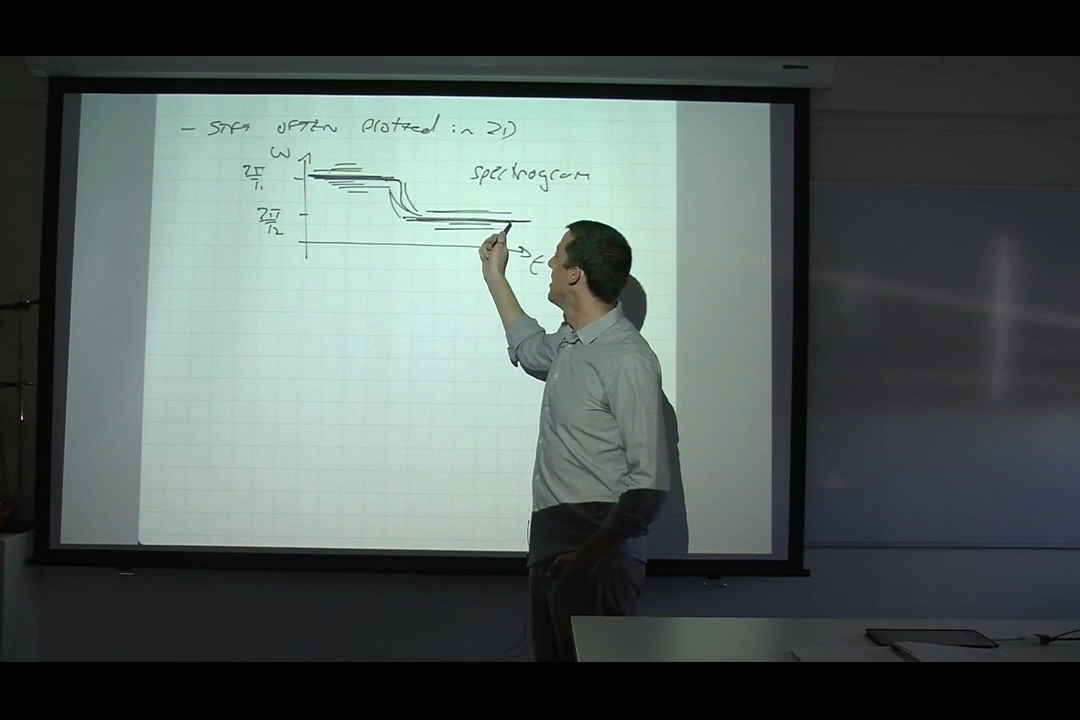 - STFT OFTEN Plotted in 2D
ω
2π/T₁
spectrogram
2π/T₂
t